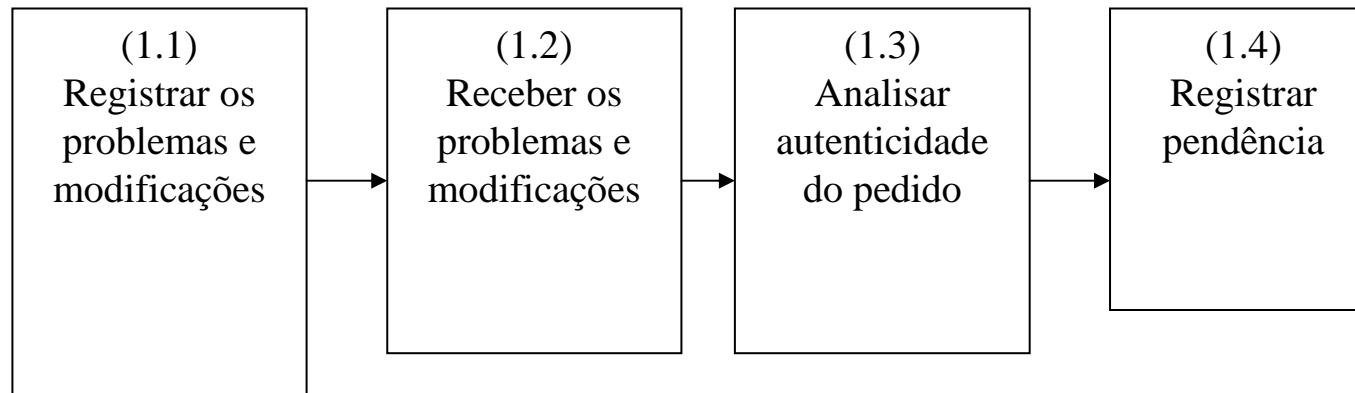 (1.1)
Registrar os
problemas e
modificações
(1.2)
Receber os
problemas e
modificações
(1.3)
Analisar
autenticidade
do pedido
(1.4)
Registrar
pendência